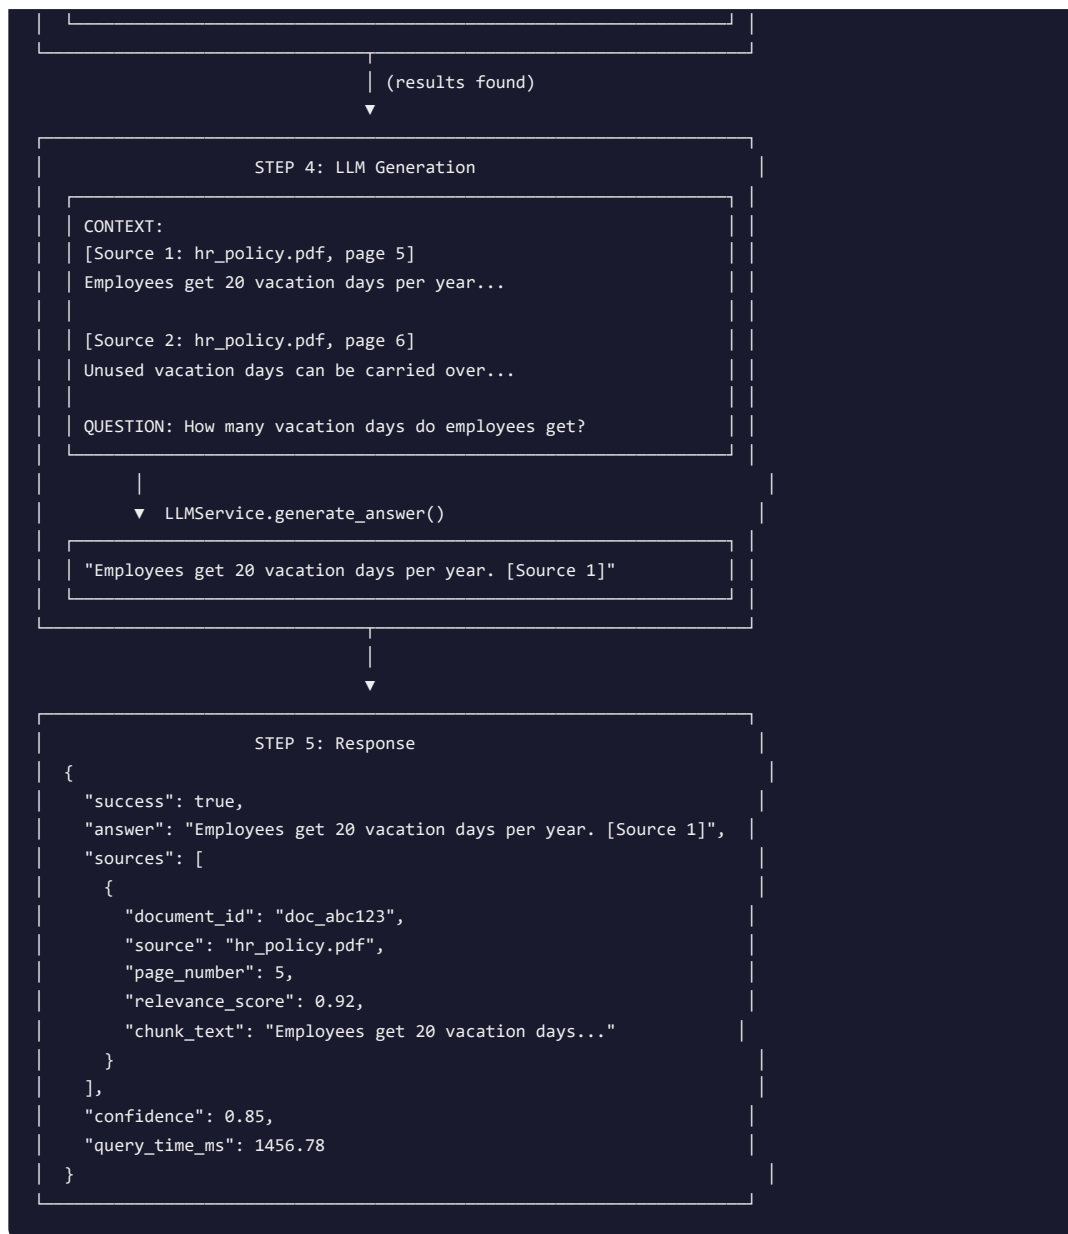 (results found)
▼
STEP 4: LLM Generation
CONTEXT:
[Source 1: hr_policy.pdf, page 5]
Employees get 20 vacation days per year...
[Source 2: hr_policy.pdf, page 6]
Unused vacation days can be carried over...
QUESTION: How many vacation days do employees get?
▼ LLMService.generate_answer()
"Employees get 20 vacation days per year. [Source 1]"
▼
STEP 5: Response
{
"success": true,
"answer": "Employees get 20 vacation days per year. [Source 1]",
"sources": [
{
"document_id": "doc_abc123",
"source": "hr_policy.pdf",
"page_number": 5,
"relevance_score": 0.92,
"chunk_text": "Employees get 20 vacation days..."
}
],
"confidence": 0.85,
"query_time_ms": 1456.78
}